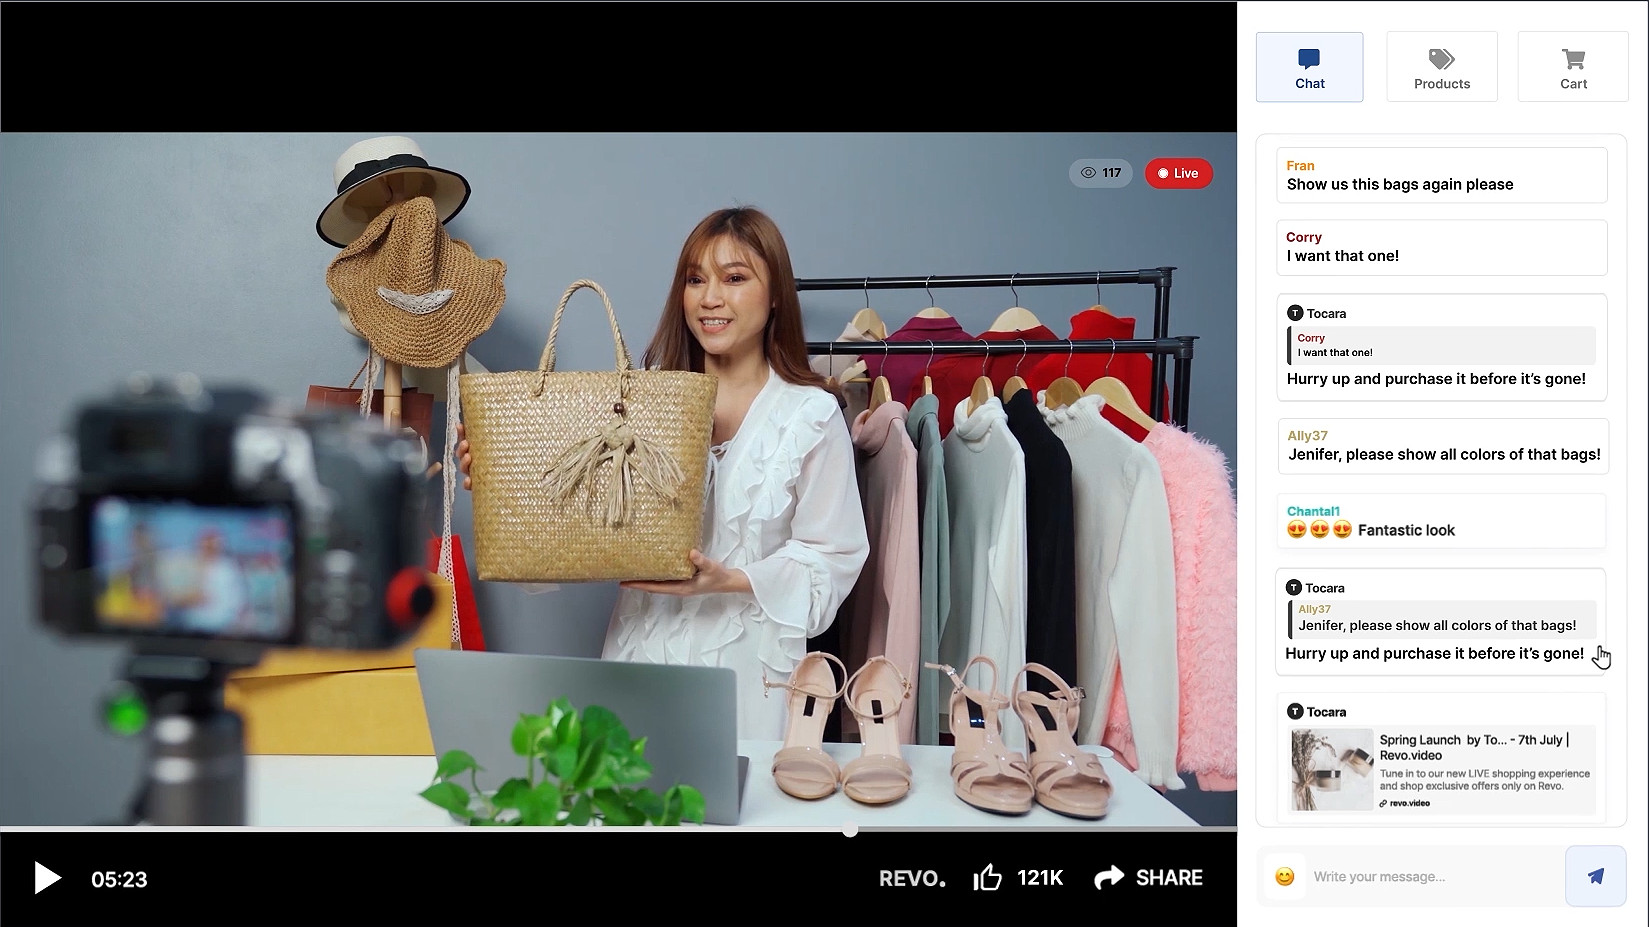 117
Live
05:23
REVO.
121K
SHARE
Chat
Products
Cart
Fran
Show us this bags again please
Corry
I want that one!
T Tocara
Corry
I want that one!
Hurry up and purchase it before it’s gone!
Ally37
Jenifer, please show all colors of that bags!
Chantal1
😍😍😍 Fantastic look
T Tocara
Ally37
Jenifer, please show all colors of that bags!
Hurry up and purchase it before it’s gone!
T Tocara
Spring Launch by To... - 7th July |
Revo.video
Tune in to our new LIVE shopping experience
and shop exclusive offers only on Revo.
revo.video
Write your message...